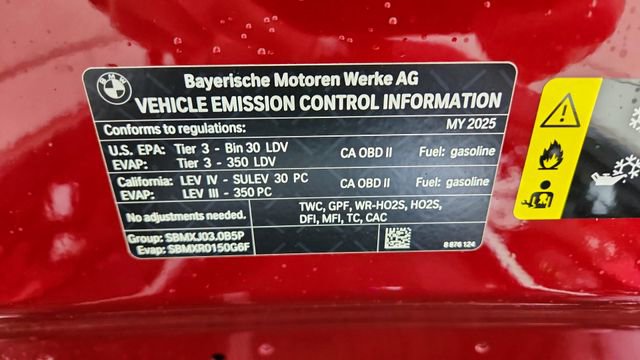 BMW
Bayerische Motoren Werke AG
VEHICLE EMISSION CONTROL INFORMATION
Conforms to regulations: MY 2025
U.S. EPA: Tier 3 - Bin 30 LDV CA OBD II Fuel: gasoline
EVAP: Tier 3 - 350 LDV
California: LEV IV - SULEV 30 PC CA OBD II Fuel: gasoline
EVAP: LEV III - 350 PC
No adjustments needed. TWC, GPF, WR-HO2S, HO2S,
DFI, MFI, TC, CAC
Group: SBMXJ03.0B5P
Evap: SBMXR0150G6F
8 876 124